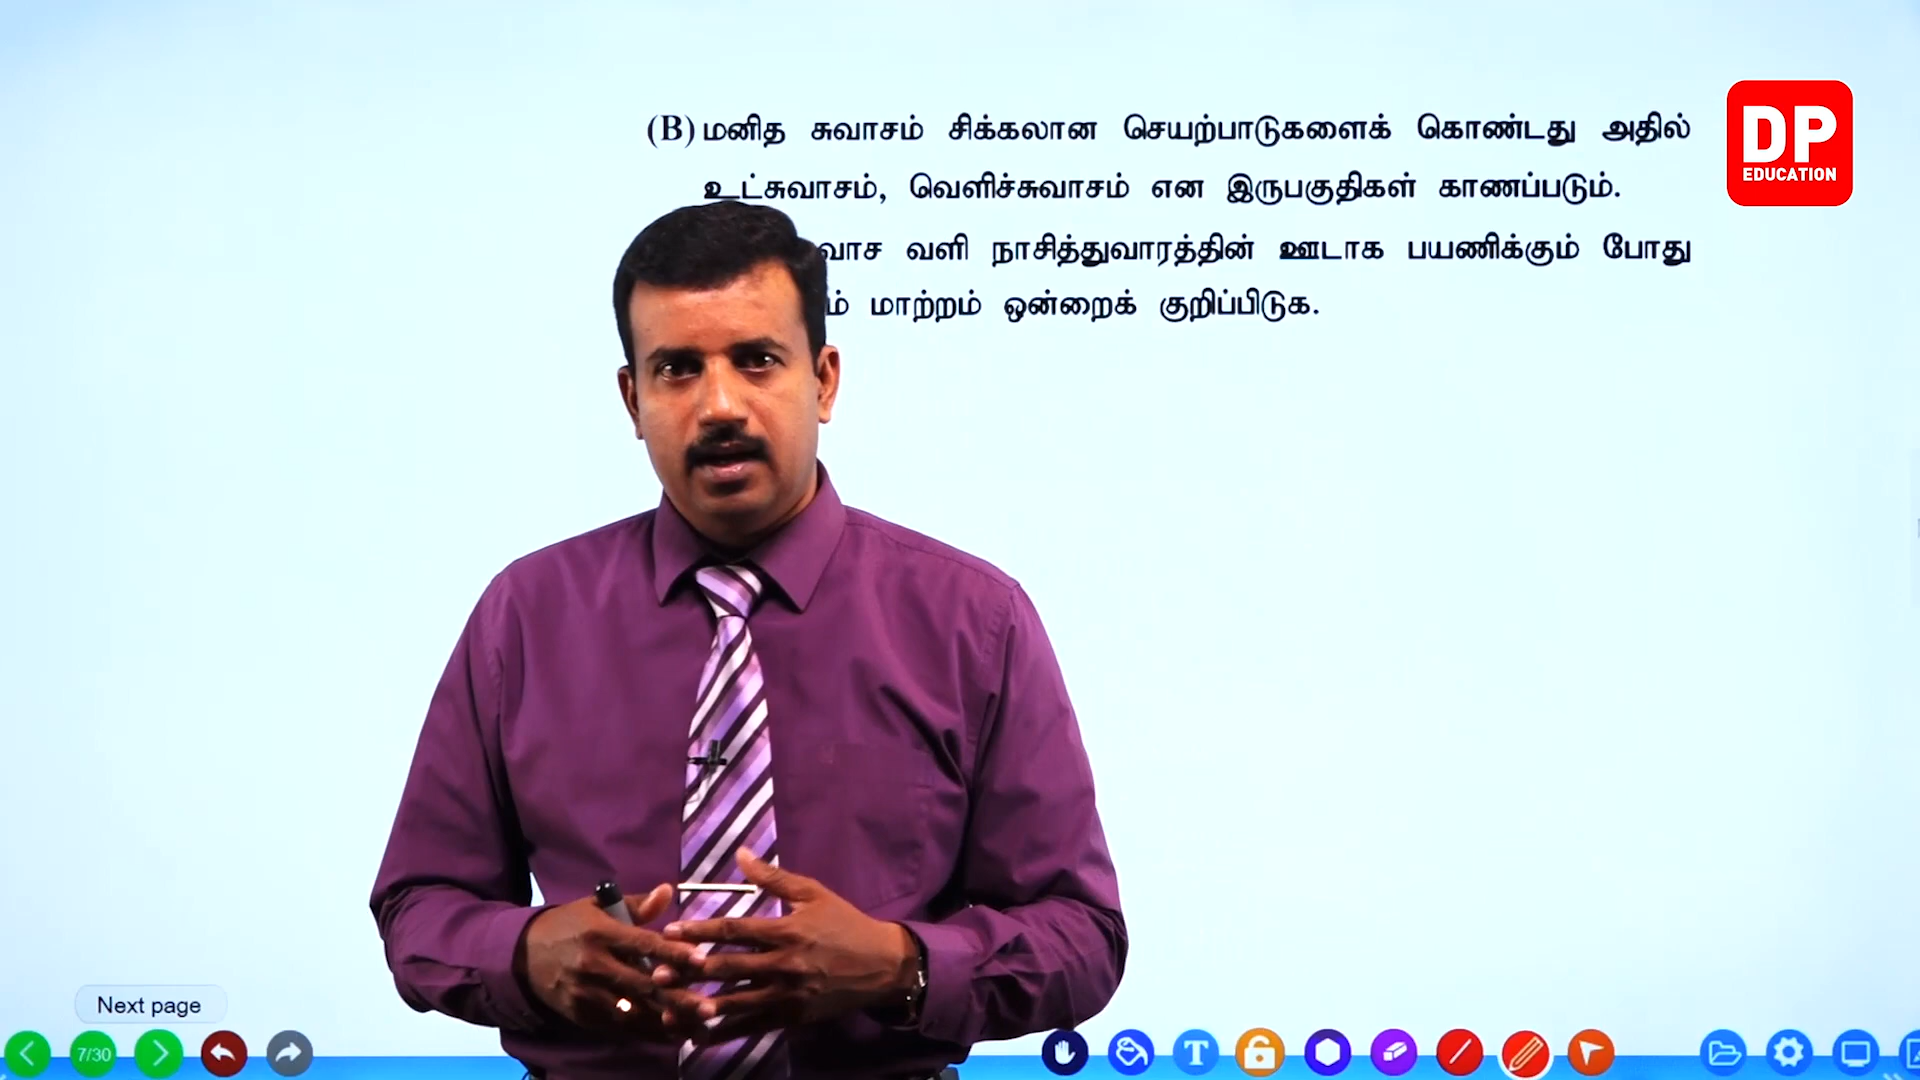 (B) மனித சுவாசம் சிக்கலான செயற்பாடுகளைக் கொண்டது அதில்
உட்சுவாசம், வெளிச்சுவாசம் என இருபகுதிகள் காணப்படும்.
வளி நாசித்துவாரத்தின் ஊடாக பயணிக்கும் போது
மாற்றம் ஒன்றைக் குறிப்பிடுக.
DP
EDUCATION
Next page
7/30
T